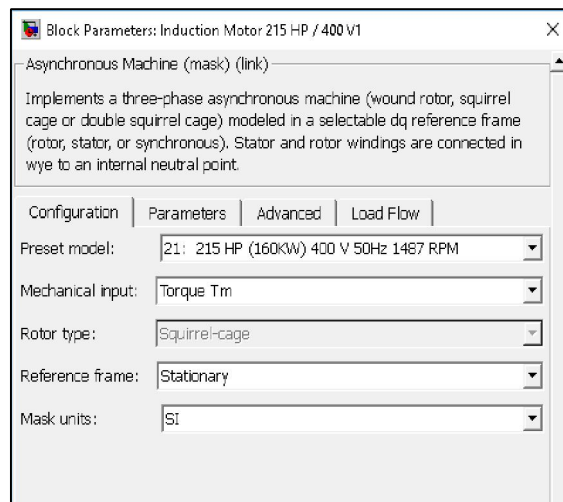 Block Parameters: Induction Motor 215 HP / 400 V1
Asynchronous Machine (mask) (link)
Implements a three-phase asynchronous machine (wound rotor, squirrel
cage or double squirrel cage) modeled in a selectable dq reference frame
(rotor, stator, or synchronous). Stator and rotor windings are connected in
wye to an internal neutral point.
Configuration Parameters Advanced Load Flow
Preset model: 21: 215 HP (160KW) 400 V 50Hz 1487 RPM
Mechanical input: Torque Tm
Rotor type: Squirrel-cage
Reference frame: Stationary
Mask units: SI